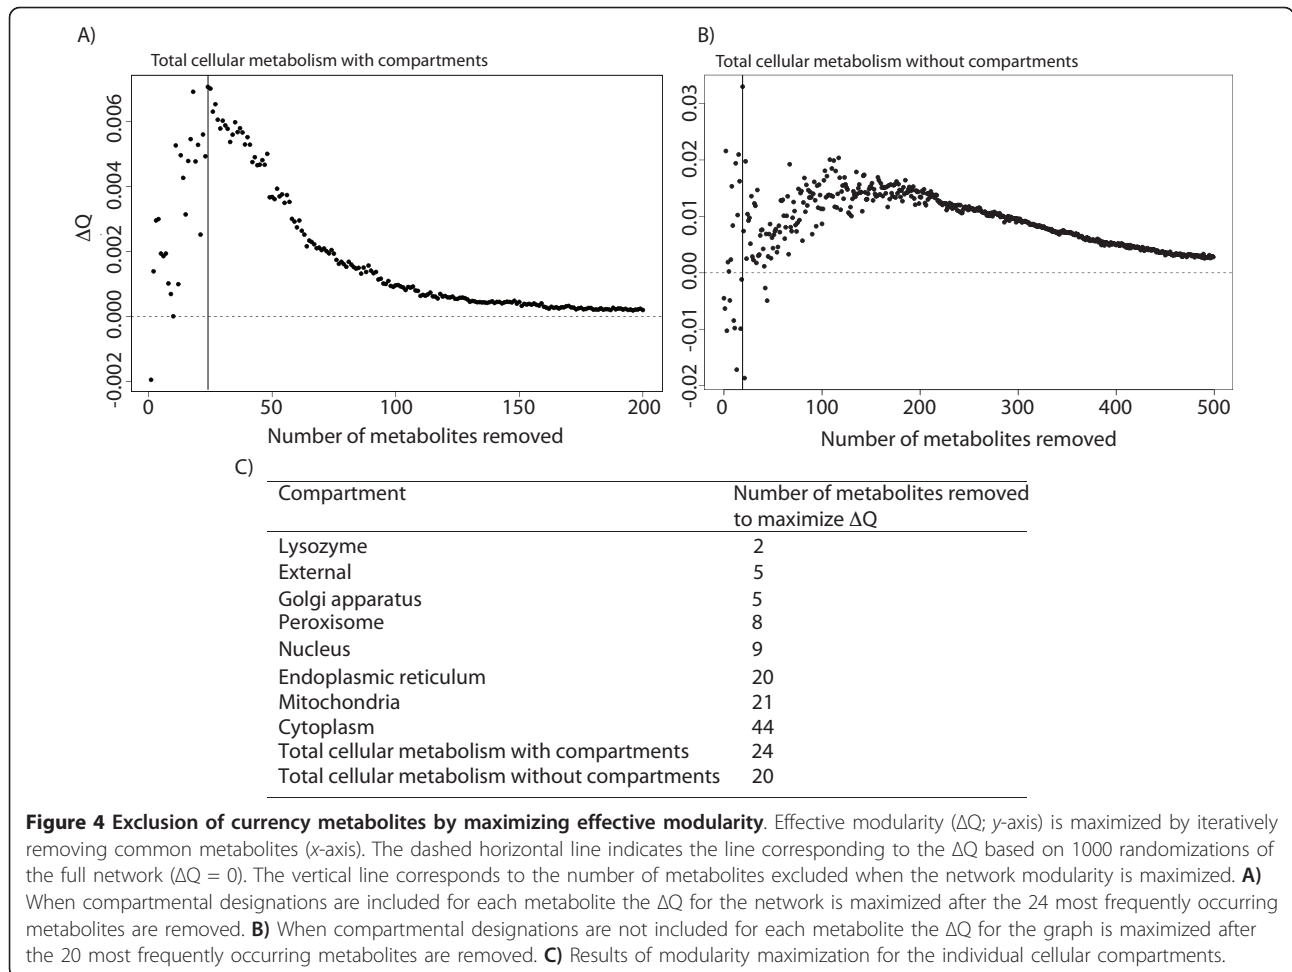 A)
Total cellular metabolism with compartments
ΔQ
0.006
0.004
0.002
0.000
-0.002
0 50 100 150 200
Number of metabolites removed
B)
Total cellular metabolism without compartments
0.03
0.02
0.01
0.00
-0.01
-0.02
0 100 200 300 400 500
Number of metabolites removed
C)
Compartment Number of metabolites removed
to maximize ΔQ
Lysozyme 2
External 5
Golgi apparatus 5
Peroxisome 8
Nucleus 9
Endoplasmic reticulum 20
Mitochondria 21
Cytoplasm 44
Total cellular metabolism with compartments 24
Total cellular metabolism without compartments 20
Figure 4 Exclusion of currency metabolites by maximizing effective modularity. Effective modularity (ΔQ; y-axis) is maximized by iteratively
removing common metabolites (x-axis). The dashed horizontal line indicates the line corresponding to the ΔQ based on 1000 randomizations of
the full network (ΔQ = 0). The vertical line corresponds to the number of metabolites excluded when the network modularity is maximized. A)
When compartmental designations are included for each metabolite the ΔQ for the network is maximized after the 24 most frequently occurring
metabolites are removed. B) When compartmental designations are not included for each metabolite the ΔQ for the graph is maximized after
the 20 most frequently occurring metabolites are removed. C) Results of modularity maximization for the individual cellular compartments.